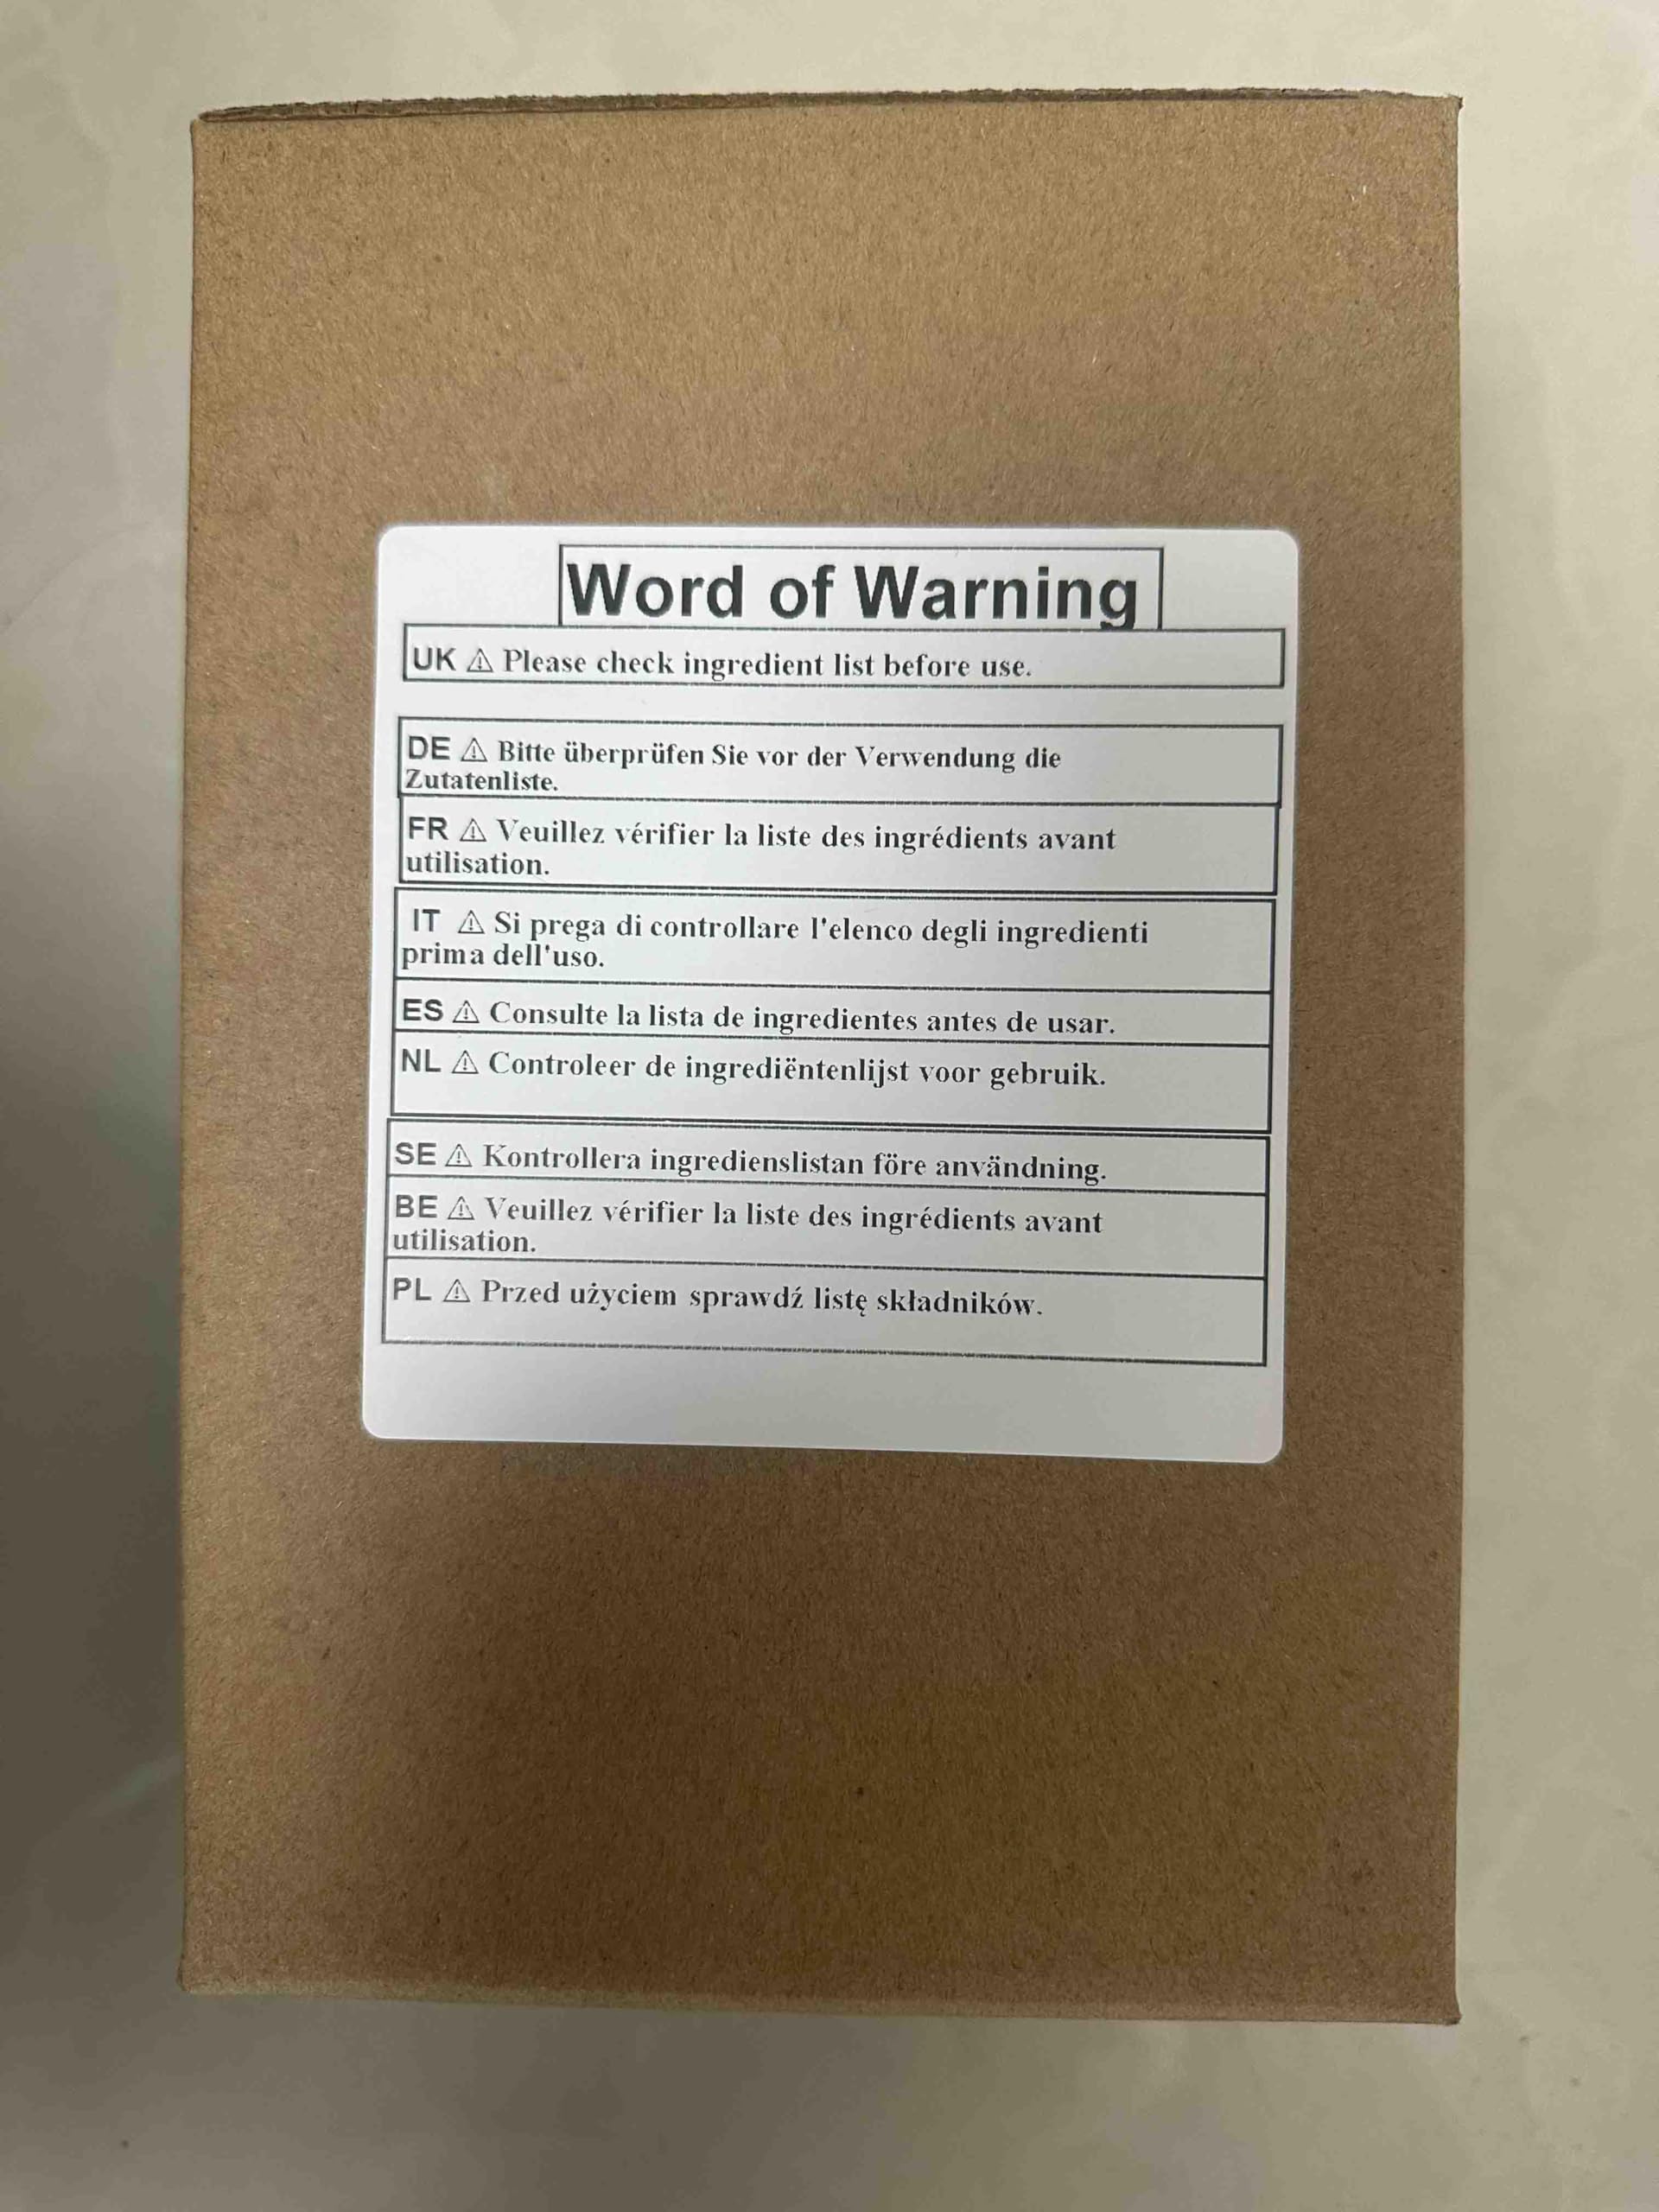 Word of Warning
UK ⚠ Please check ingredient list before use.
DE ⚠ Bitte überprüfen Sie vor der Verwendung die
Zutatenliste.
FR ⚠ Veuillez vérifier la liste des ingrédients avant
utilisation.
IT ⚠ Si prega di controllare l'elenco degli ingredienti
prima dell'uso.
ES ⚠ Consulte la lista de ingredientes antes de usar.
NL ⚠ Controleer de ingrediëntenlijst voor gebruik.
SE ⚠ Kontrollera ingredienslistan före användning.
BE ⚠ Veuillez vérifier la liste des ingrédients avant
utilisation.
PL ⚠ Przed użyciem sprawdź listę składników.